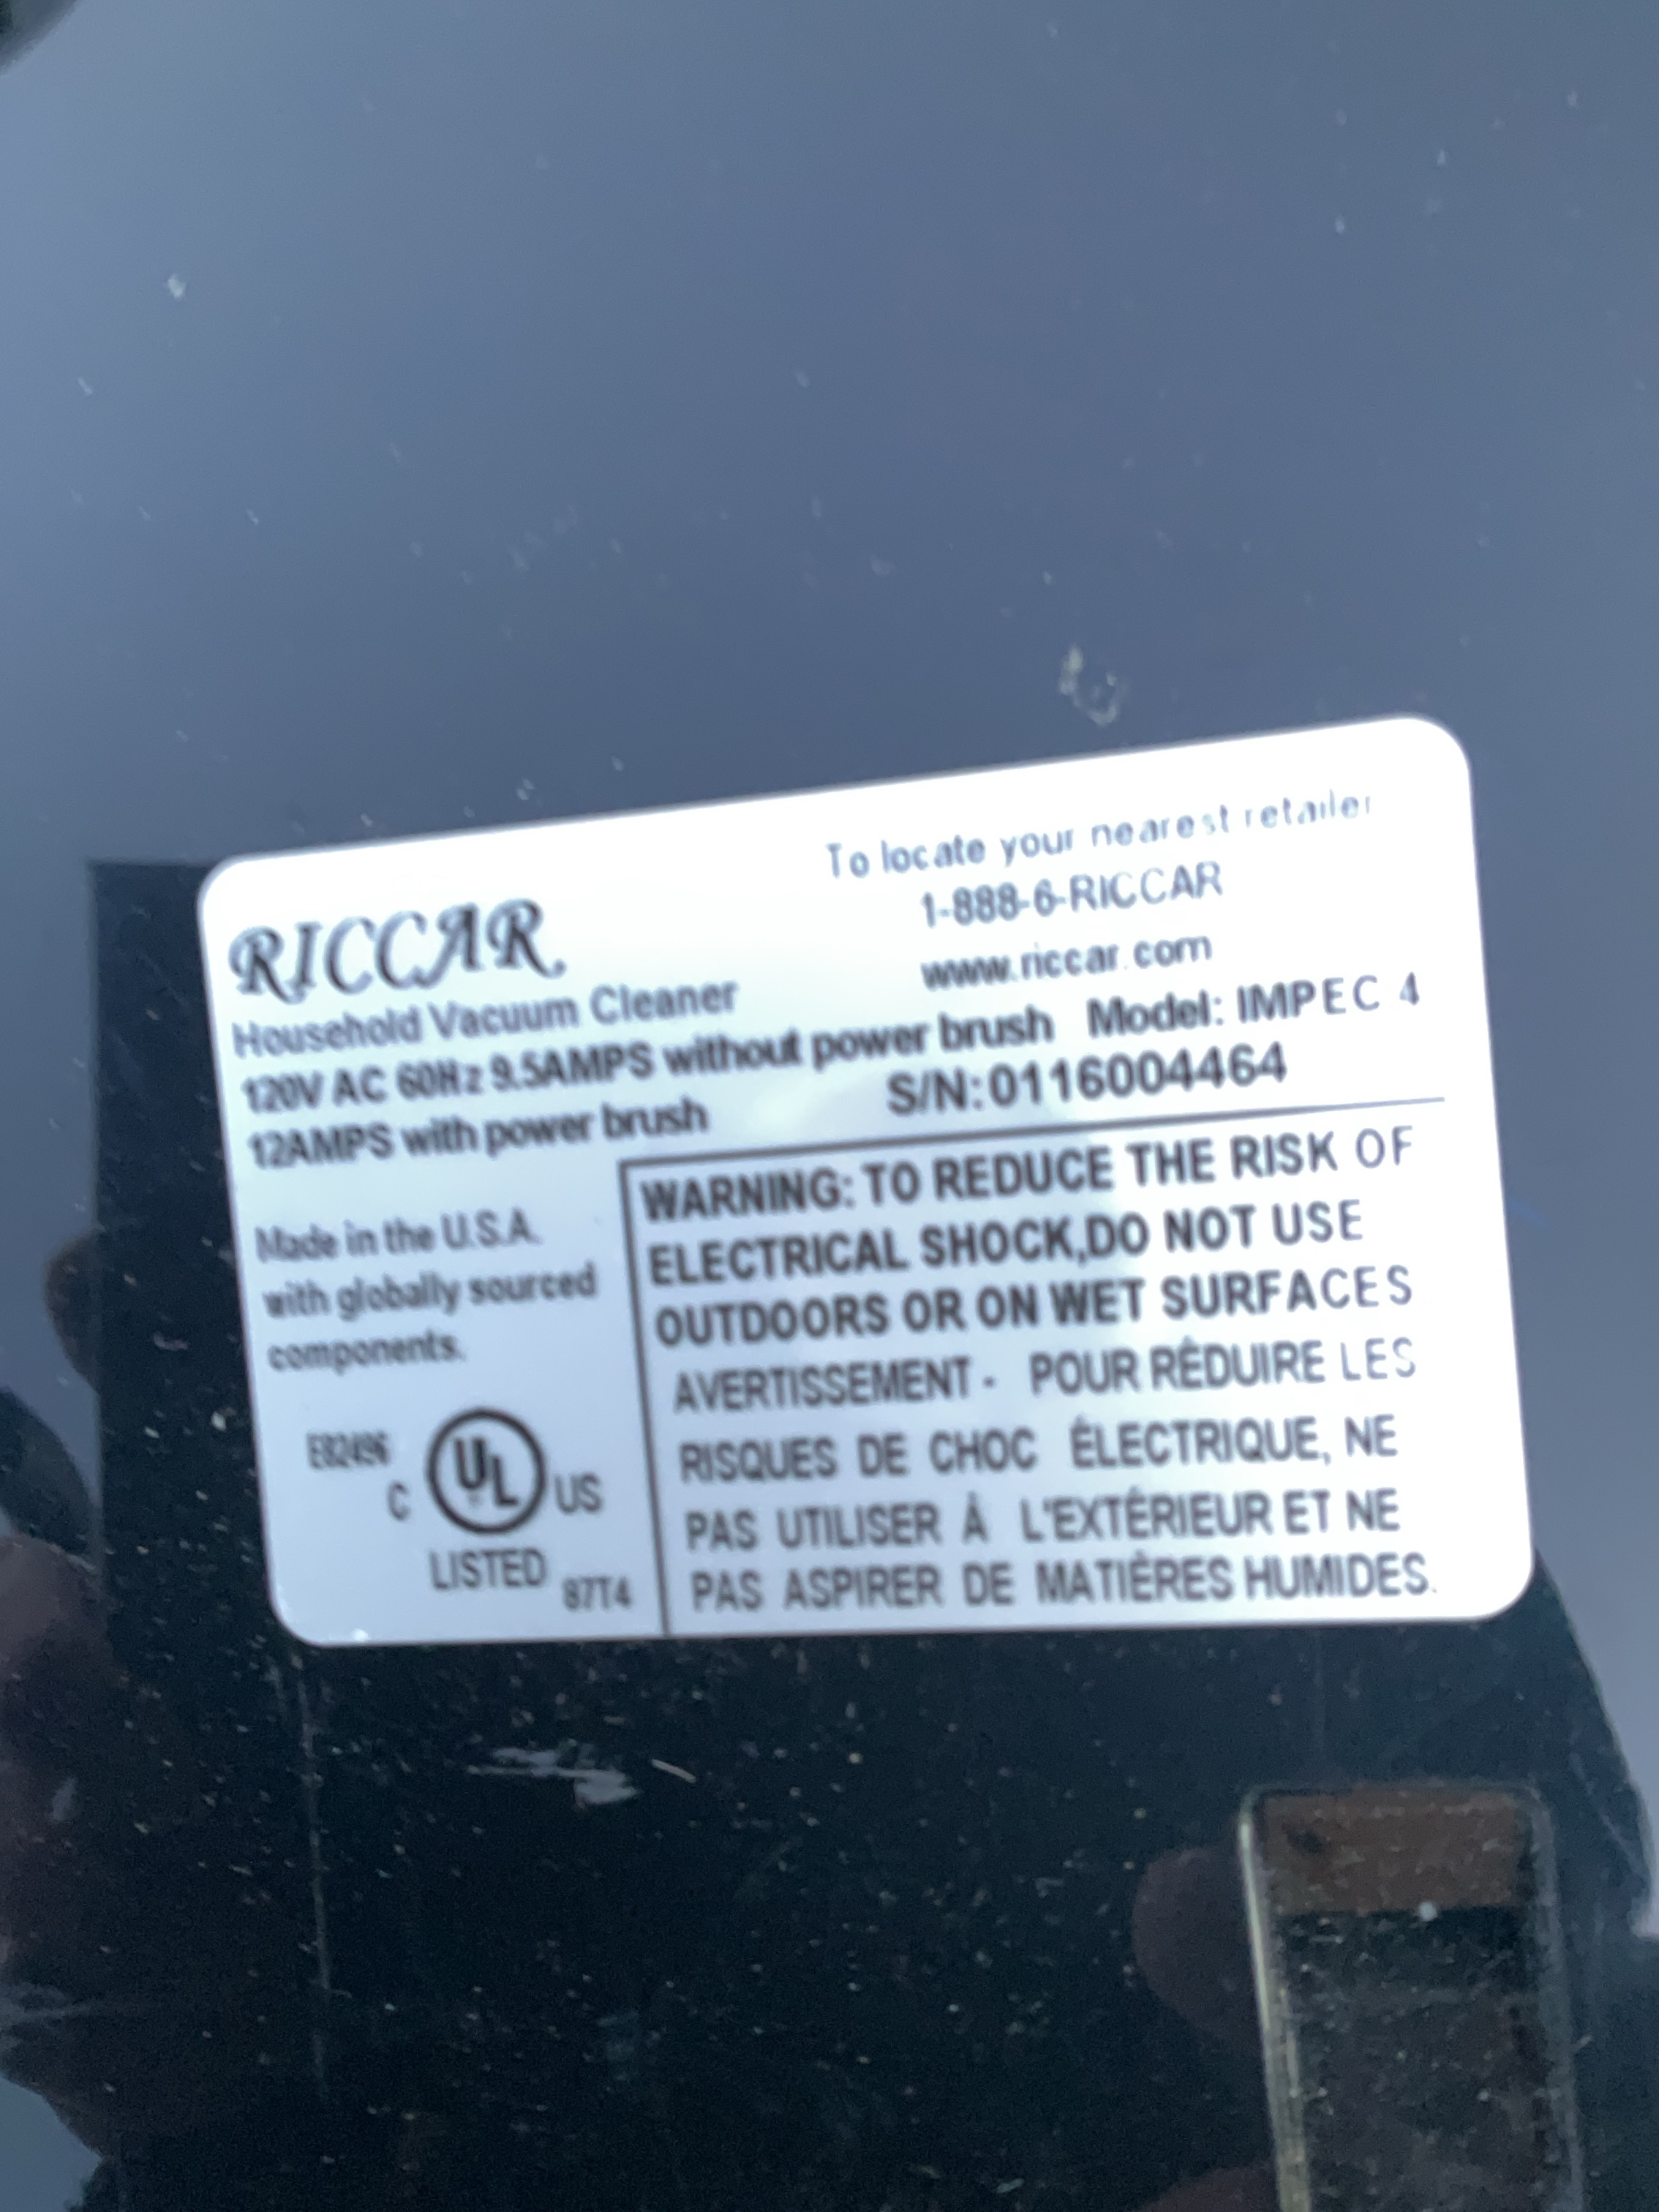 To locate your nearest retailer
1-888-6-RICCAR
www.riccar.com
RICCAR
Household Vacuum Cleaner
120V AC 60Hz 9.5AMPS without power brush Model: IMPEC 4
12AMPS with power brush S/N:0116004464
Made in the U.S.A.
with globally sourced
components.
E82496
C UL US
LISTED 87T4
WARNING: TO REDUCE THE RISK OF
ELECTRICAL SHOCK,DO NOT USE
OUTDOORS OR ON WET SURFACES
AVERTISSEMENT - POUR RÉDUIRE LES
RISQUES DE CHOC ÉLECTRIQUE, NE
PAS UTILISER À L'EXTÉRIEUR ET NE
PAS ASPIRER DE MATIÈRES HUMIDES.